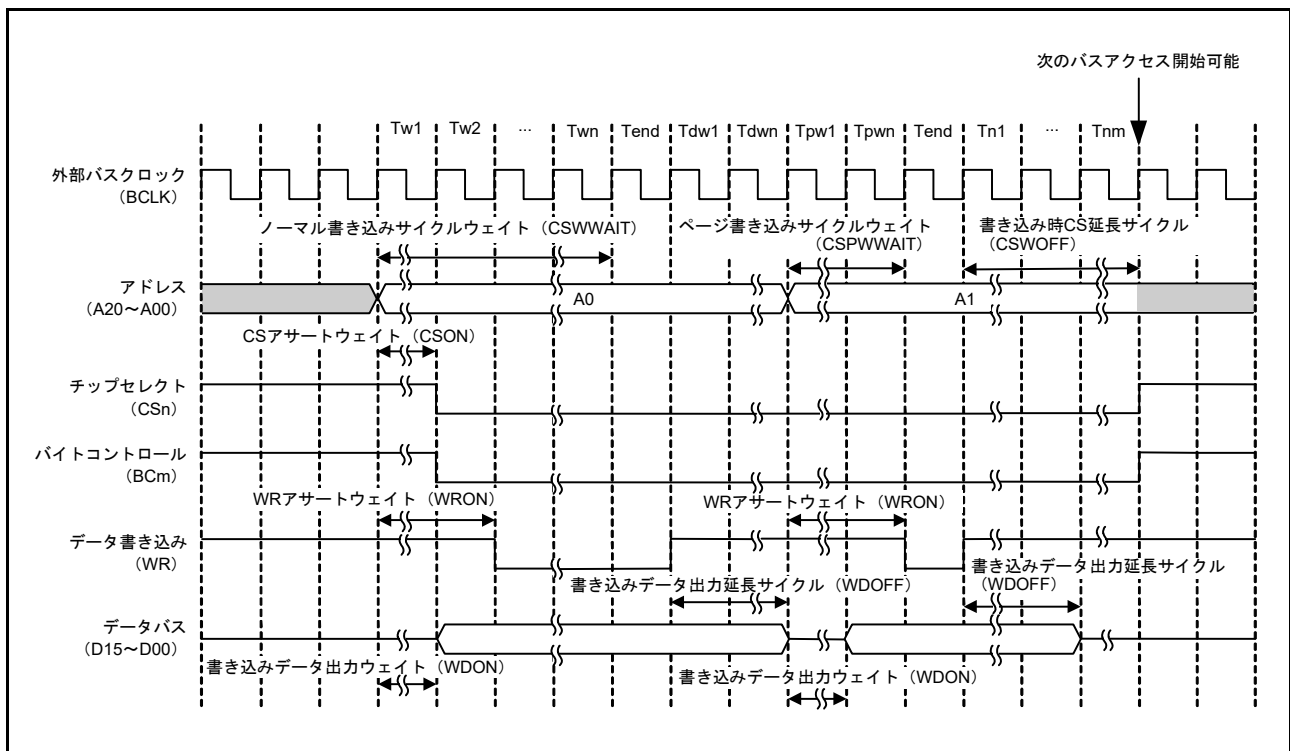 次のバスアクセス開始可能
Tw1 Tw2 ... Twn Tend Tdw1 Tdwn Tpw1 Tpwn Tend Tn1 ... Tnm
外部バスクロック
(BCLK)
ノーマル書き込みサイクルウェイト（CSWWAIT）
ページ書き込みサイクルウェイト
(CSPWWAIT)
書き込み時CS延長サイクル
(CSWOFF)
アドレス
(A20～A00)
A0
A1
CSアサートウェイト（CSON）
チップセレクト
(CSn)
バイトコントロール
(BCm)
WRアサートウェイト（WRON）
WRアサートウェイト（WRON）
データ書き込み
(WR)
書き込みデータ出力延長サイクル（WDOFF）
書き込みデータ出力延長サイクル
(WDOFF)
データバス
(D15～D00)
書き込みデータ出力ウェイト（WDON）
書き込みデータ出力ウェイト（WDON）